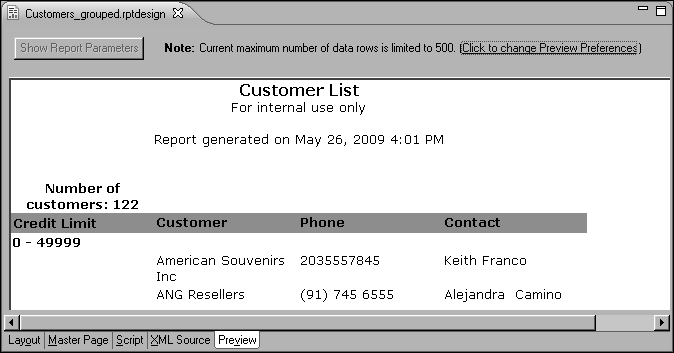 Customers_grouped.rptdesign
Show Report Parameters Note: Current maximum number of data rows is limited to 500. (Click to change Preview Preferences)
Customer List
For internal use only
Report generated on May 26, 2009 4:01 PM
Number of
customers: 122
Credit Limit Customer Phone Contact
0 - 49999
American Souvenirs 2035557845 Keith Franco
Inc
ANG Resellers (91) 745 6555 Alejandra Camino
Layout Master Page Script XML Source Preview